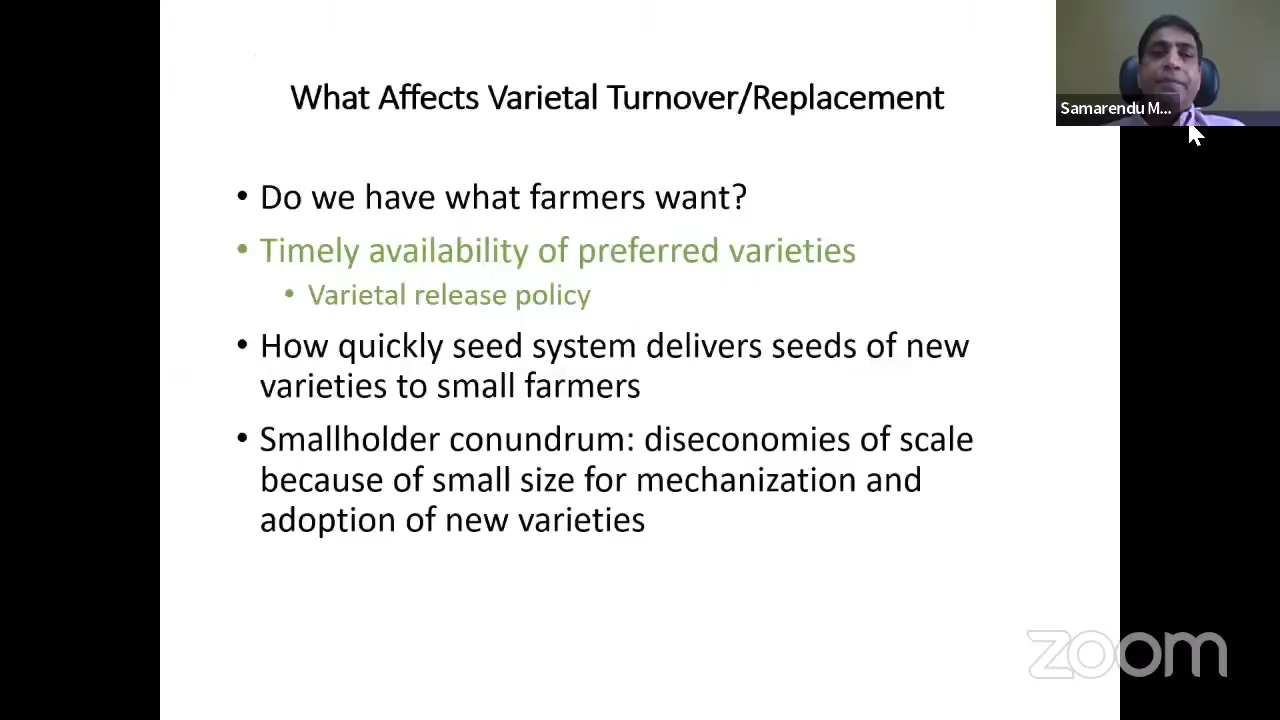 What Affects Varietal Turnover/Replacement
Samarendu M...
• Do we have what farmers want?
• Timely availability of preferred varieties
• Varietal release policy
• How quickly seed system delivers seeds of new
varieties to small farmers
• Smallholder conundrum: diseconomies of scale
because of small size for mechanization and
adoption of new varieties
zoom